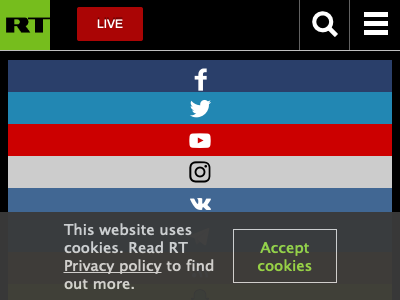 RT
LIVE
This website uses
cookies. Read RT
Privacy policy to find
out more.
Accept
cookies